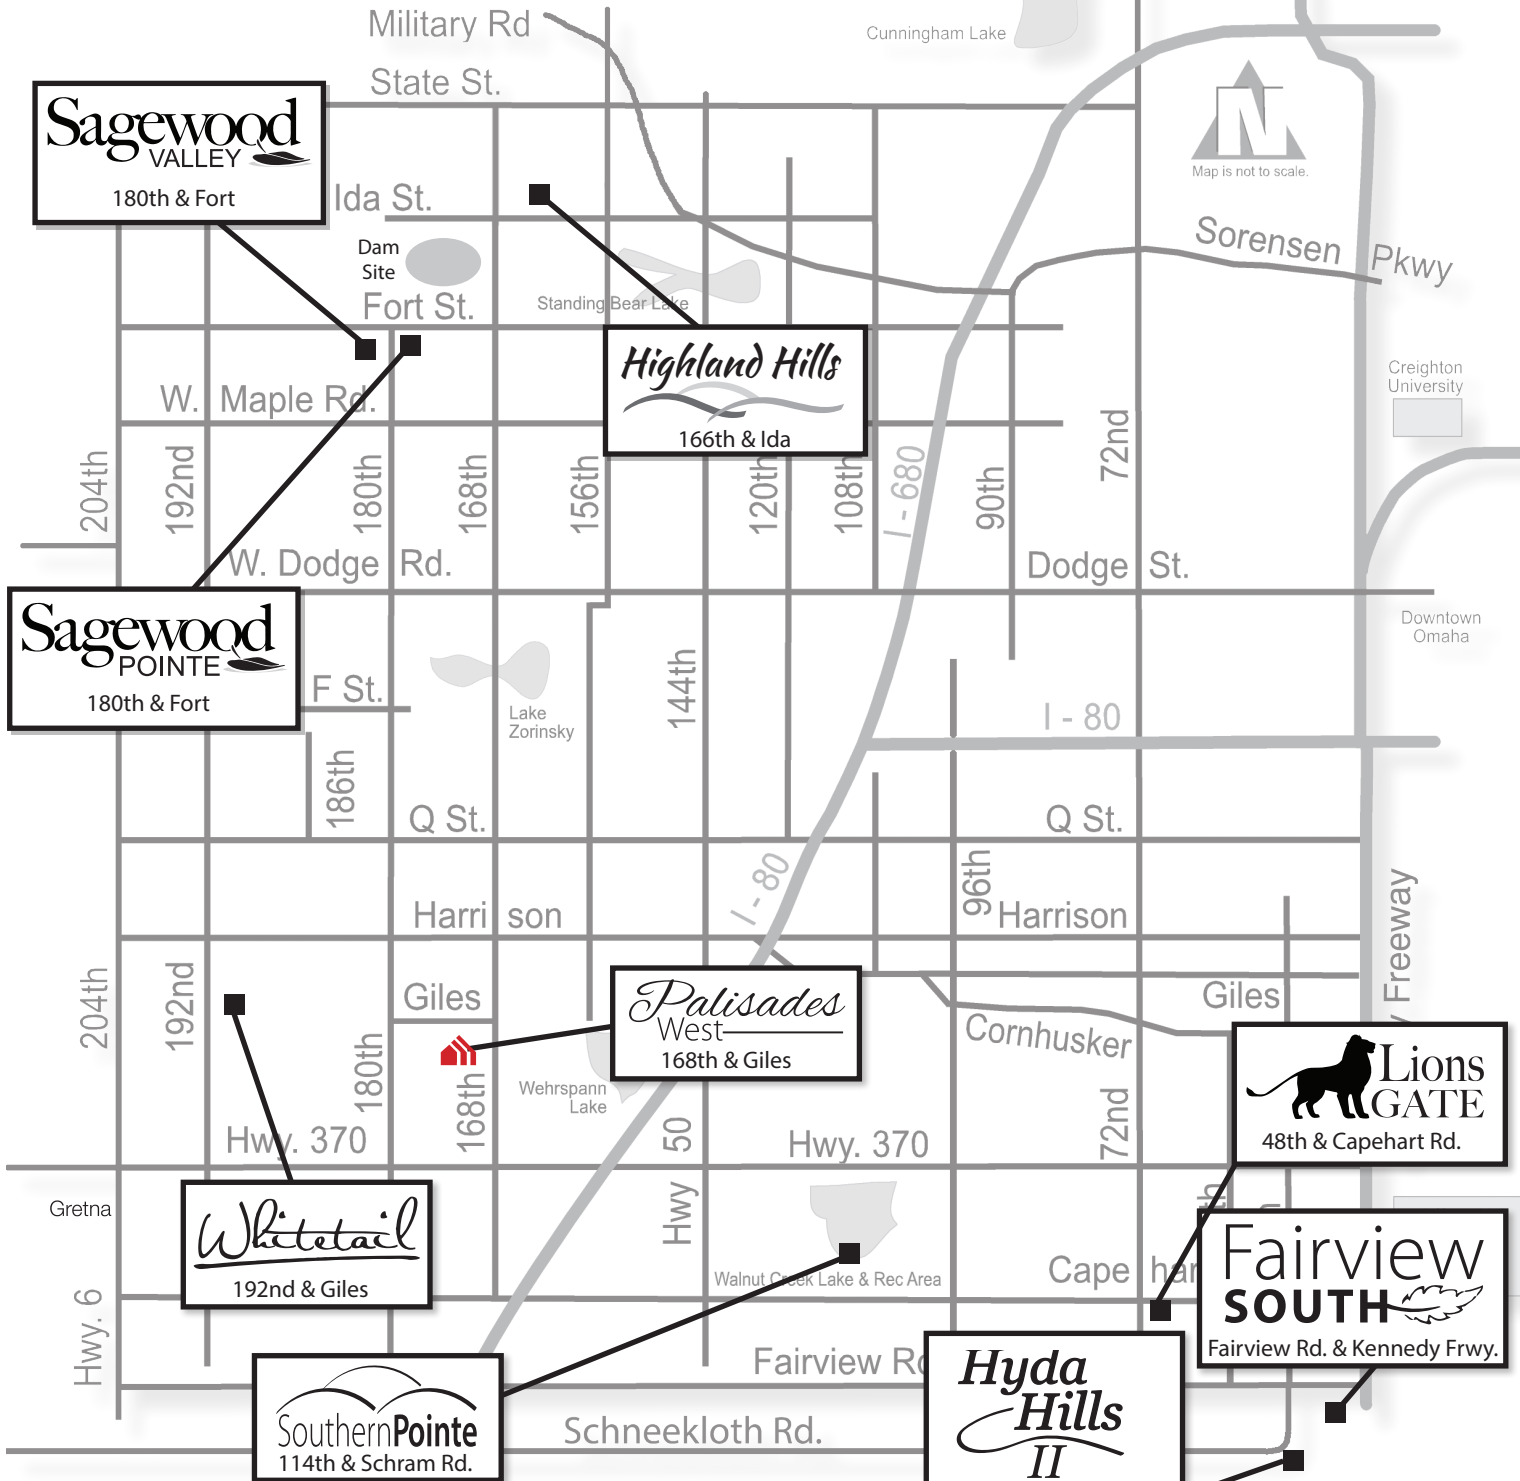 Military Rd
Cunningham Lake
State St.
Sagewood
VALLEY
180th & Fort
N
Map is not to scale.
Ida St.
Dam
Site
Sorensen Pkwy
Standing Bear Lake
Fort St.
Highland Hills
166th & Ida
Creighton
University
W. Maple Rd.
204th
192nd
180th
168th
156th
120th
108th
I - 680
90th
72nd
W. Dodge Rd.
Dodge St.
Sagewood
POINTE
180th & Fort
Downtown
Omaha
F St.
144th
Lake
Zorinsky
I - 80
186th
Q St.
Q St.
I - 80
96th
Harrison
Harrison
Freeway
204th
192nd
Giles
Palisades
West
168th & Giles
Giles
Cornhusker
180th
168th
Wehrspann
Lake
Lions
GATE
48th & Capehart Rd.
72nd
Hwy. 370
50
Hwy. 370
Gretna
Whitetail
192nd & Giles
Hwy
Walnut Creek Lake & Rec Area
Cape har
Fairview
SOUTH
Fairview Rd. & Kennedy Frwy.
Hwy. 6
Fairview Rd
Hyda
Hills
II
SouthernPointe
114th & Schram Rd.
Schneekloth Rd.